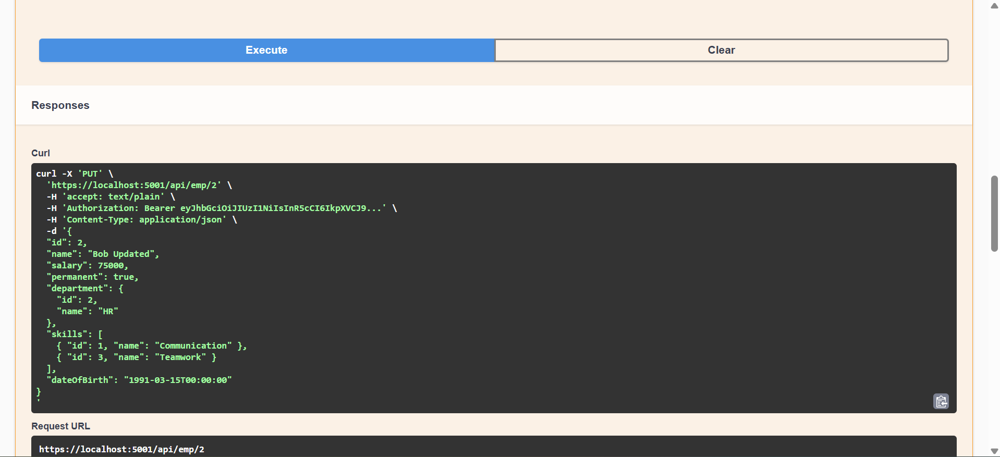 Execute
Clear
Responses
Curl
curl -X 'PUT' \
  'https://localhost:5001/api/emp/2' \
  -H 'accept: text/plain' \
  -H 'Authorization: Bearer eyJhbGciOiJIUzI1NiIsInR5cCI6IkpXVCJ9...' \
  -H 'Content-Type: application/json' \
  -d '{
  "id": 2,
  "name": "Bob Updated",
  "salary": 75000,
  "permanent": true,
  "department": {
    "id": 2,
    "name": "HR"
  },
  "skills": [
    { "id": 1, "name": "Communication" },
    { "id": 3, "name": "Teamwork" }
  ],
  "dateOfBirth": "1991-03-15T00:00:00"
}
'
Request URL
https://localhost:5001/api/emp/2